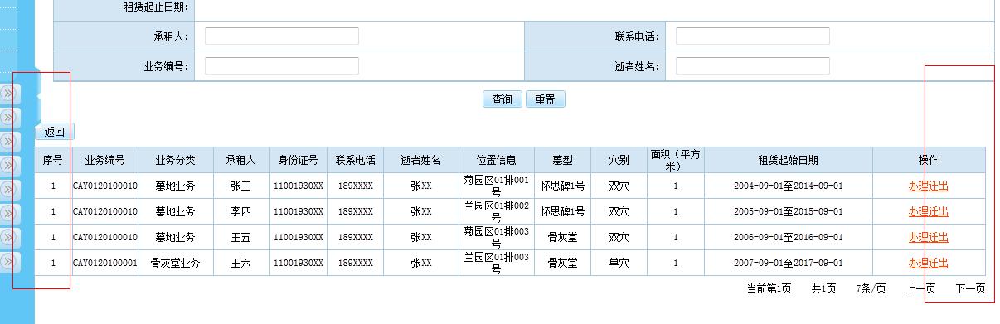 租赁起止日期：
承租人： 联系电话：
业务编号： 逝者姓名：
查询 重置
返回
序号 业务编号 业务分类 承租人 身份证号 联系电话 逝者姓名 位置信息 墓型 穴别 面积（平方米） 租赁起始日期 操作
1 CAY0120100010 墓地业务 张三 11001930XX 189XXXX 张XX 菊园区01排001号 怀思碑1号 双穴 1 2004-09-01至2014-09-01 办理迁出
1 CAY0120100010 墓地业务 李四 11001930XX 189XXXX 张XX 兰园区01排002号 怀思碑1号 双穴 1 2005-09-01至2015-09-01 办理迁出
1 CAY0120100010 墓地业务 王五 11001930XX 189XXXX 张XX 菊园区01排003号 骨灰堂 双穴 1 2006-09-01至2016-09-01 办理迁出
1 CAY0120100001 骨灰堂业务 王六 11001930XX 189XXXX 张XX 兰园区01排003号 骨灰堂 单穴 1 2007-09-01至2017-09-01 办理迁出
当前第1页 共1页 7条/页 上一页 下一页